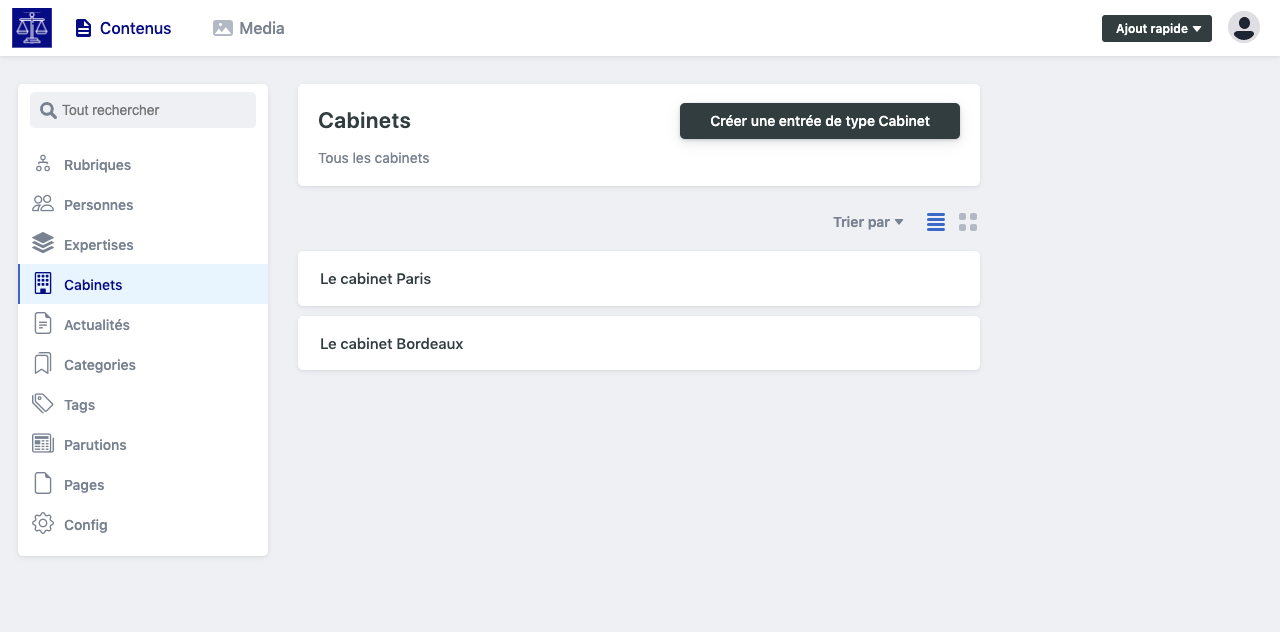 Contenus
Media
Ajout rapide
Tout rechercher
Rubriques
Personnes
Expertises
Cabinets
Actualités
Categories
Tags
Parutions
Pages
Config
Cabinets
Créer une entrée de type Cabinet
Tous les cabinets
Trier par
Le cabinet Paris
Le cabinet Bordeaux